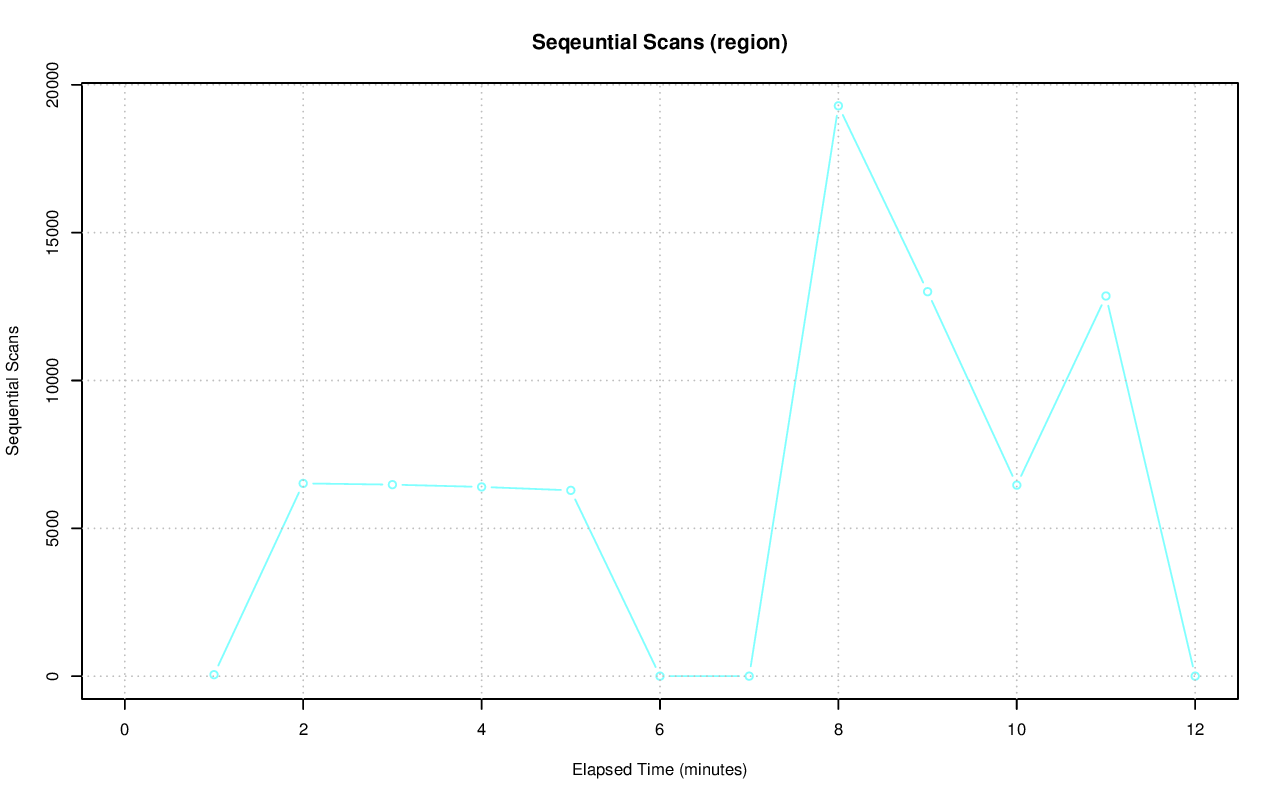 Seqeuntial Scans (region)
Sequential Scans
20000
15000
10000
5000
0
0 2 4 6 8 10 12
Elapsed Time (minutes)